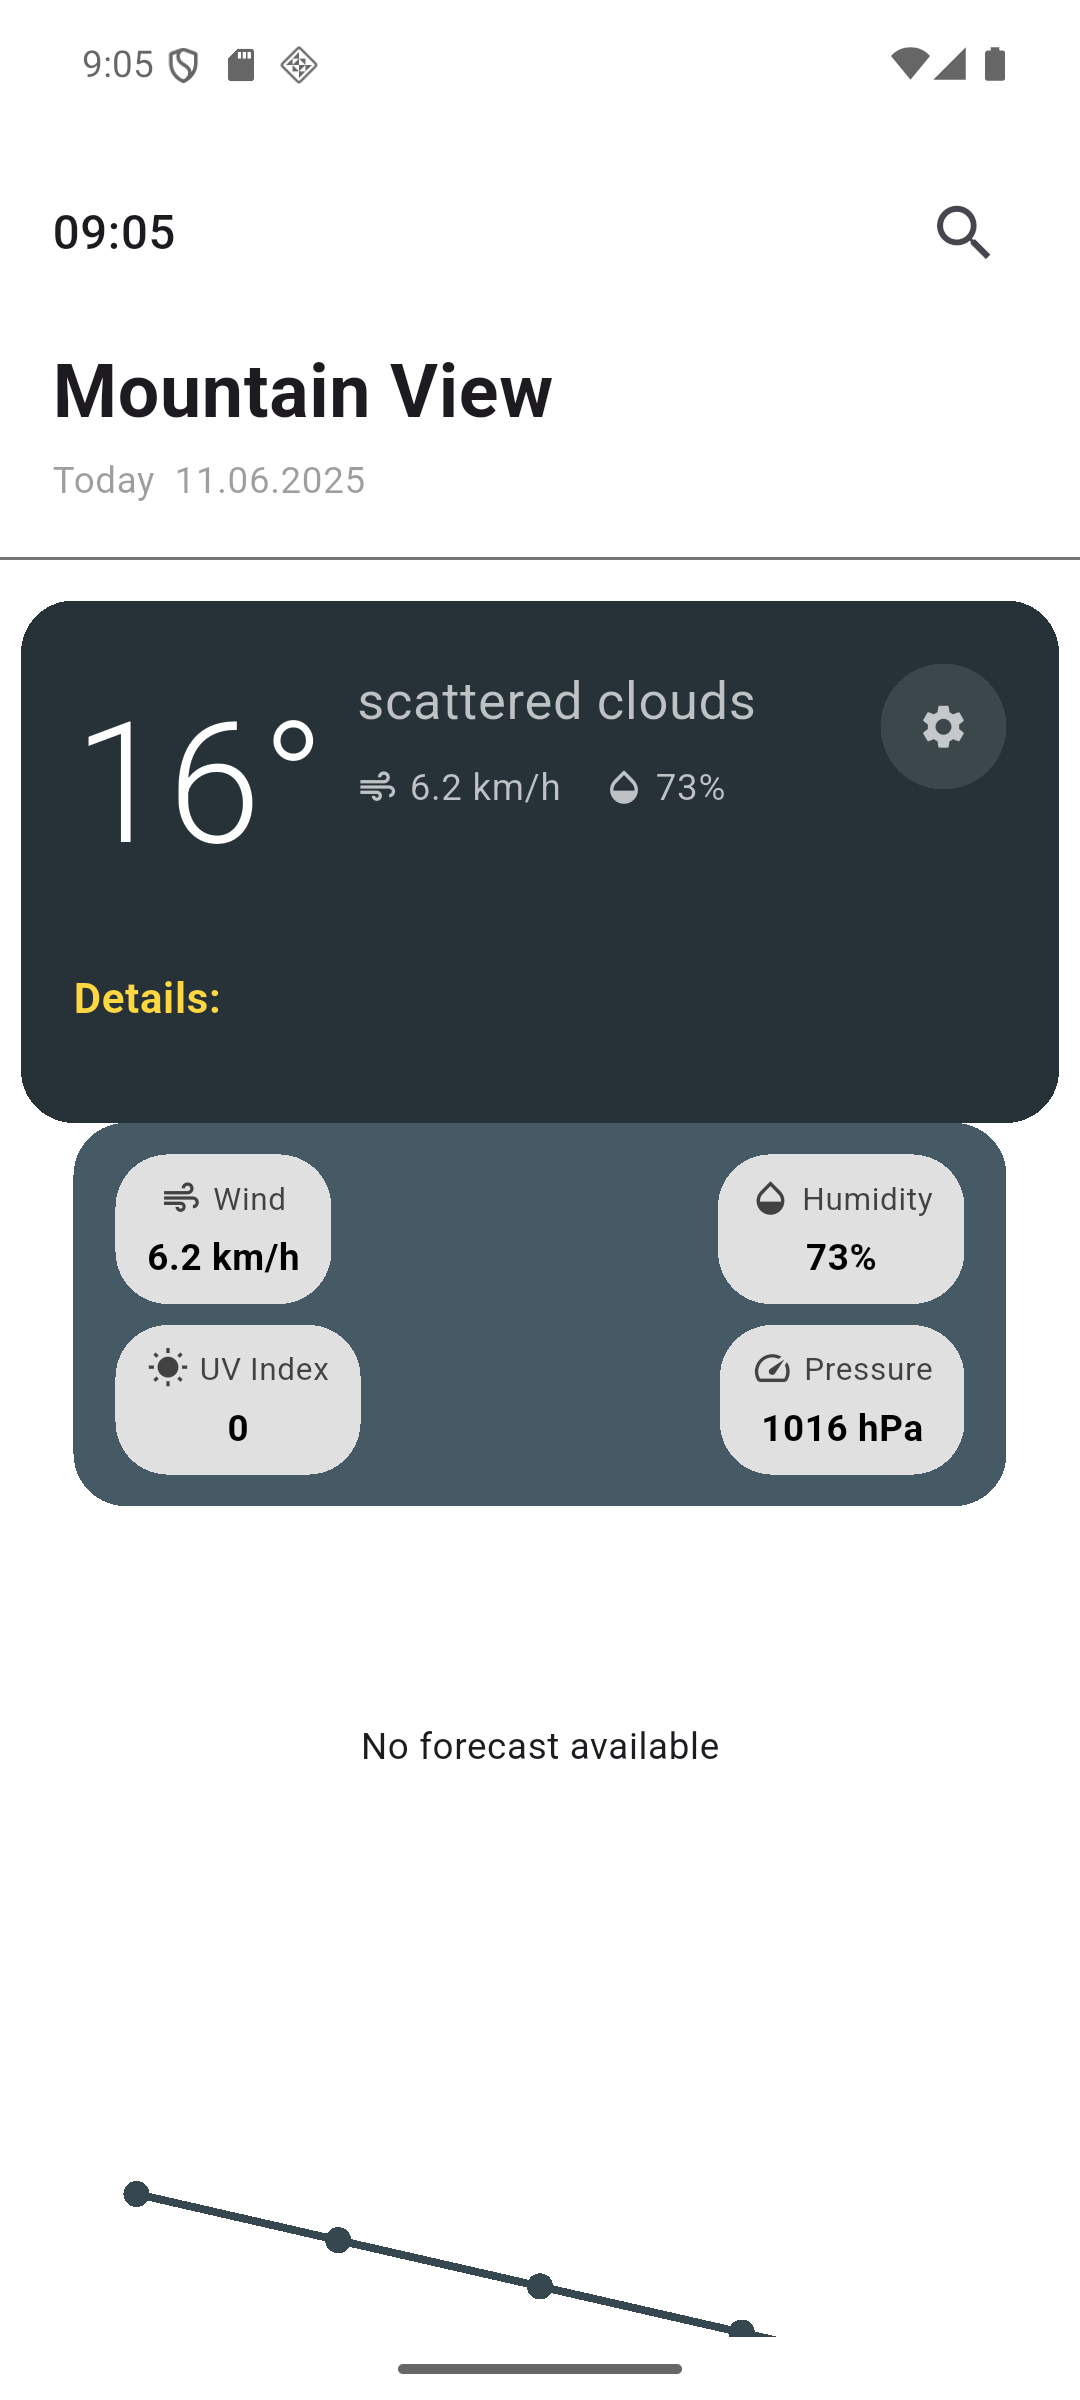 9:05
09:05
Mountain View
Today 11.06.2025
16°
scattered clouds
6.2 km/h 73%
Details:
Wind Humidity
6.2 km/h 73%
UV Index Pressure
0 1016 hPa
No forecast available